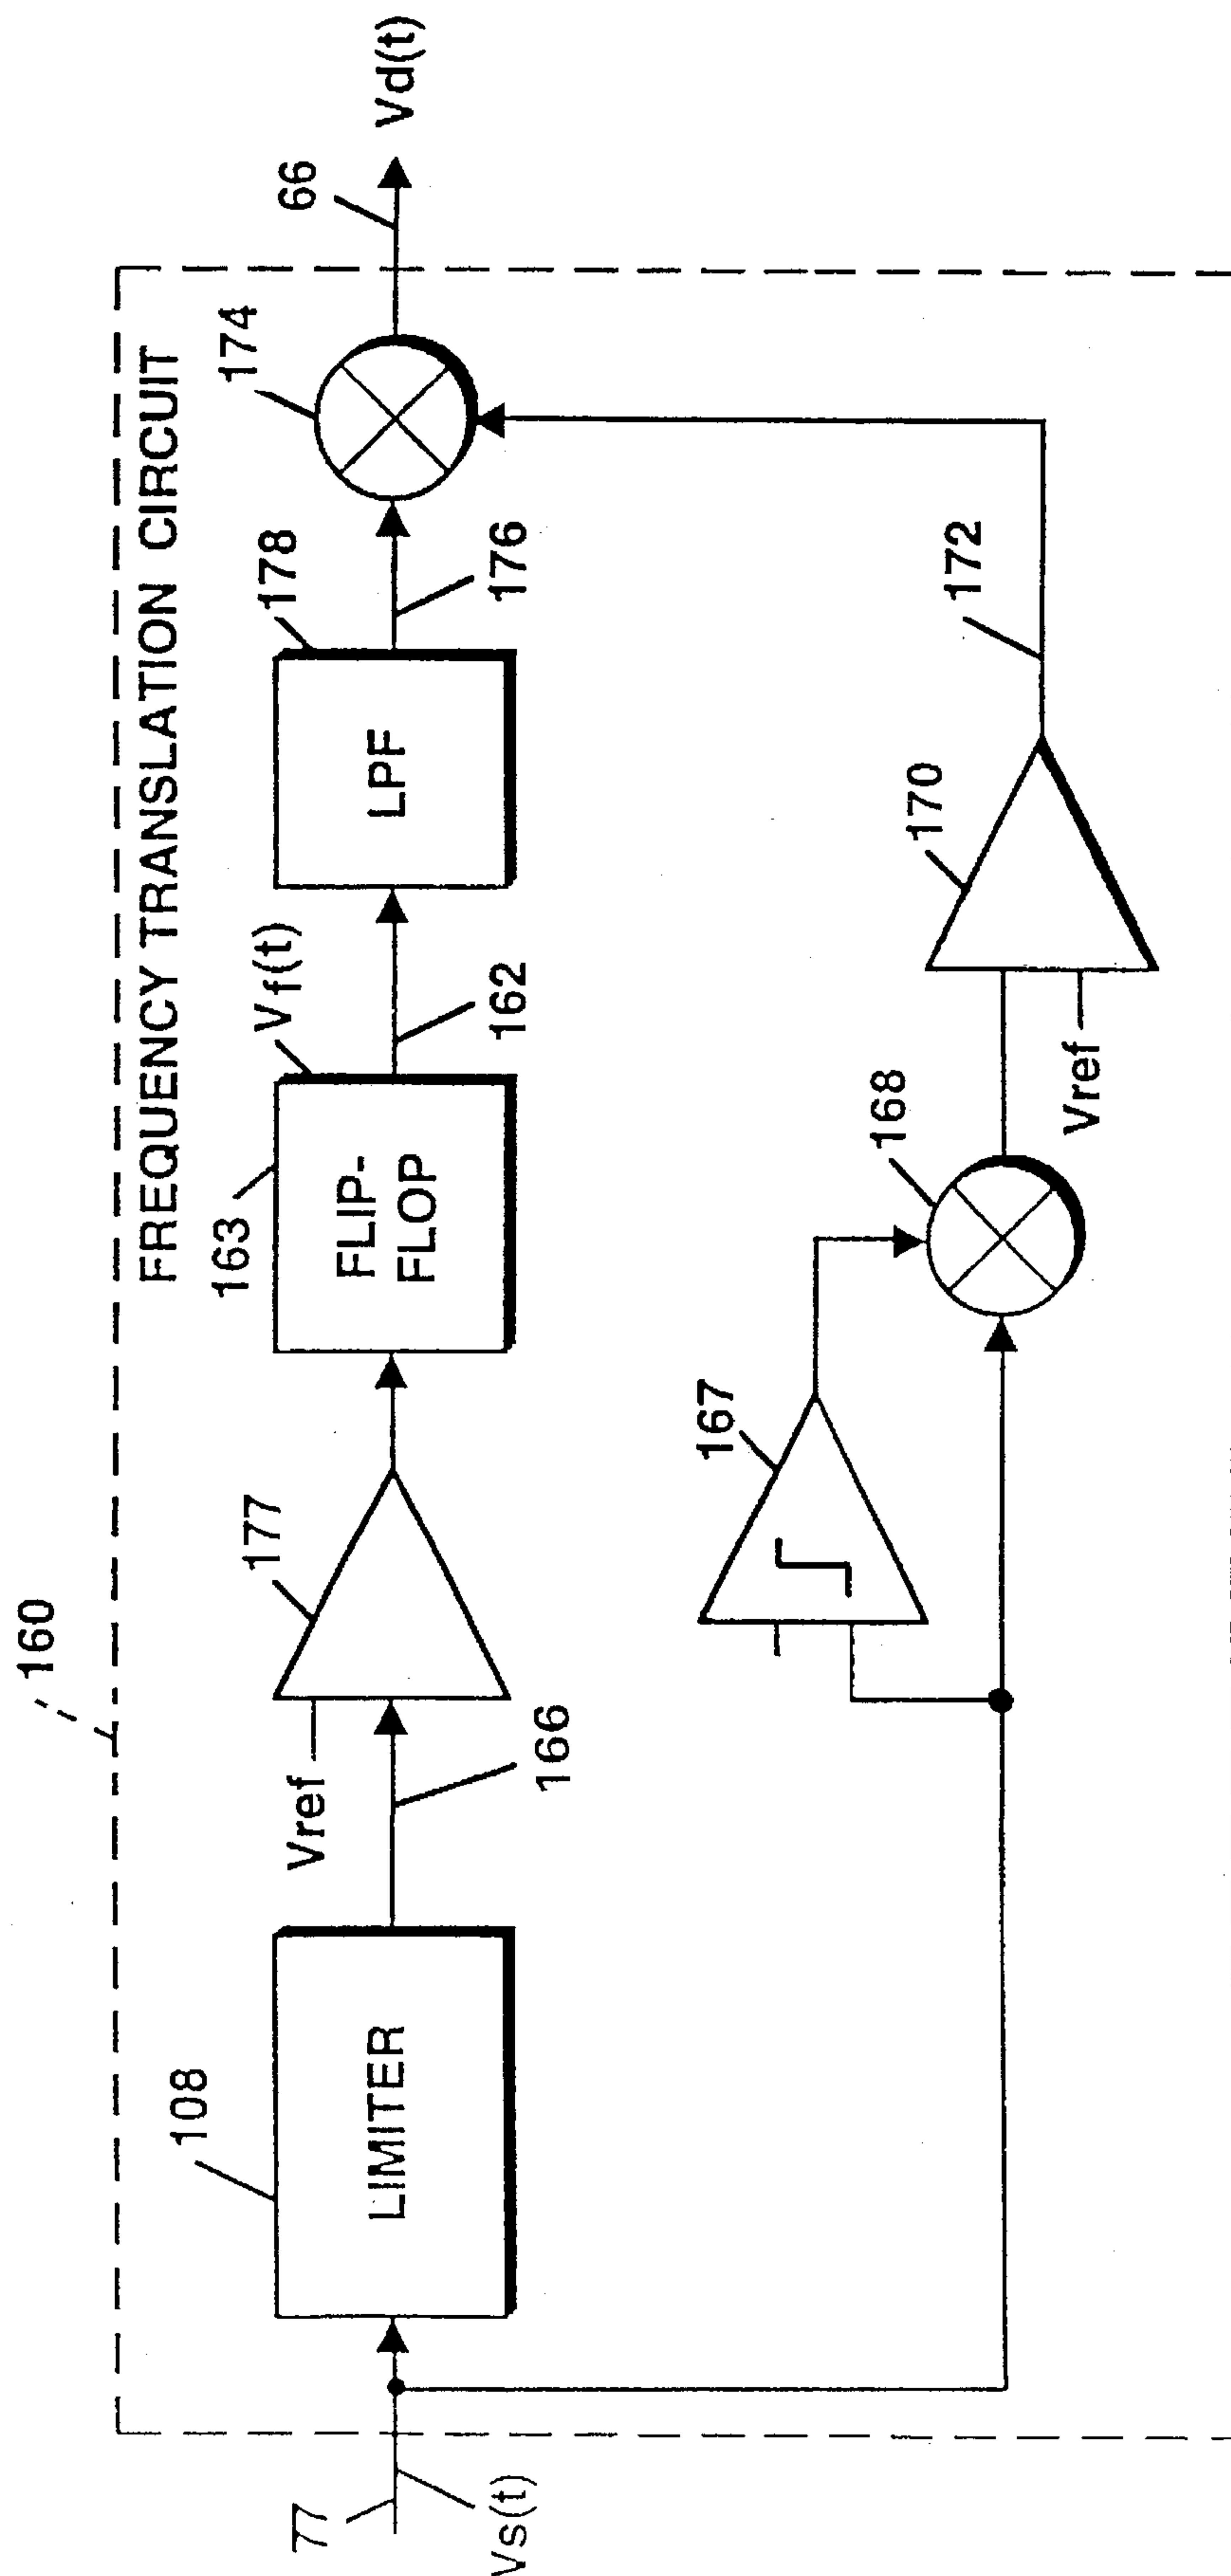 160
FREQUENCY TRANSLATION CIRCUIT
77
Vs(t)
108
LIMITER
166
Vref
177
163
FLIP-
FLOP
Vf(t)
162
178
LPF
176
174
66
Vd(t)
167
168
Vref
170
172